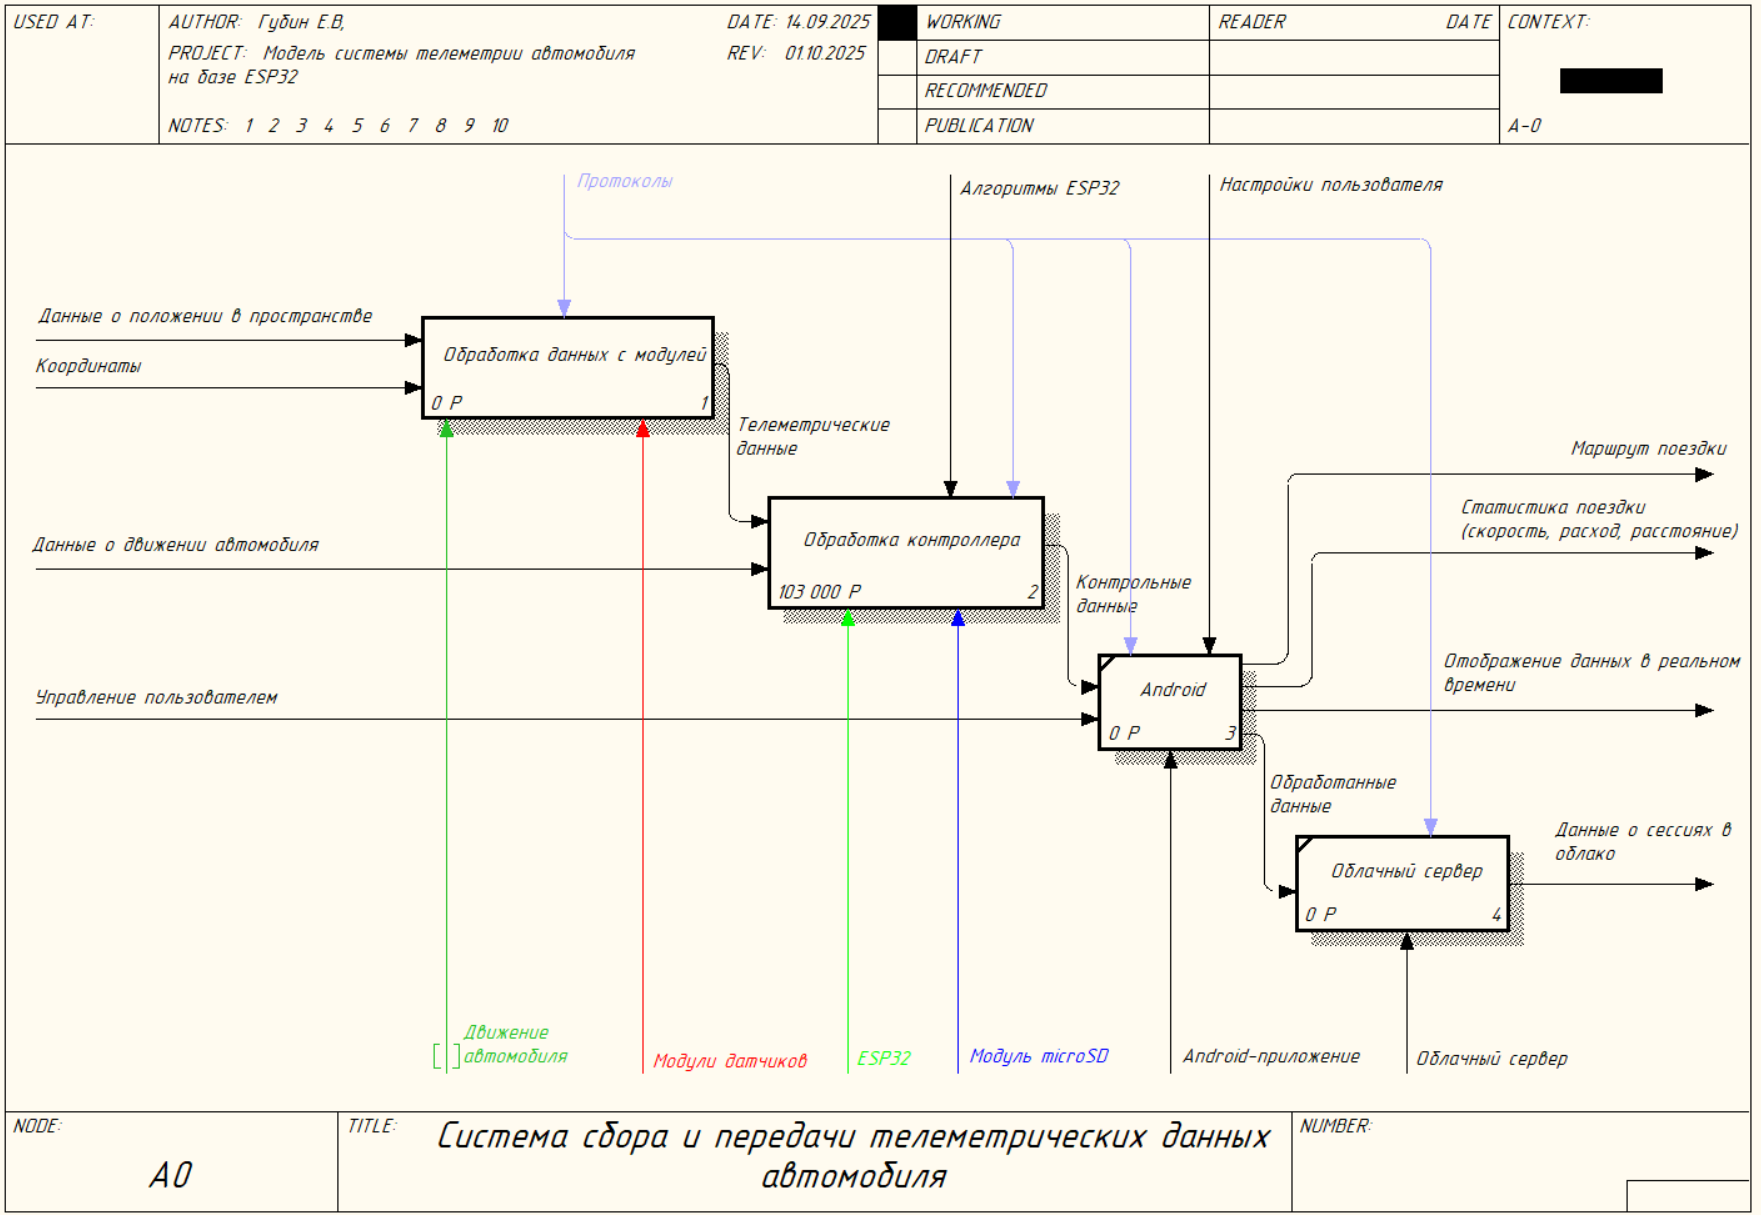 USED AT:
AUTHOR: Губин Е.В,
DATE: 14.09.2025
PROJECT: Модель системы телеметрии автомобиля
на базе ESP32
REV: 01.10.2025
NOTES: 1 2 3 4 5 6 7 8 9 10
WORKING
DRAFT
RECOMMENDED
PUBLICATION
READER
DATE
CONTEXT:
A-0
Протоколы
Алгоритмы ESP32
Настройки пользователя
Данные о положении в пространстве
Координаты
Обработка данных с модулей
0 Р
1
Телеметрические
данные
Маршрут поездки
Статистика поездки
(скорость, расход, расстояние)
Данные о движении автомобиля
Обработка контроллера
103 000 Р
2
Контрольные
данные
Отображение данных в реальном
времени
Управление пользователем
Android
0 Р
3
Обработанные
данные
Данные о сессиях в
облако
Облачный сервер
0 Р
4
Движение
автомобиля
Модули датчиков
ESP32
Модуль microSD
Android-приложение
Облачный сервер
NODE:
A0
TITLE:
Система сбора и передачи телеметрических данных
автомобиля
NUMBER: